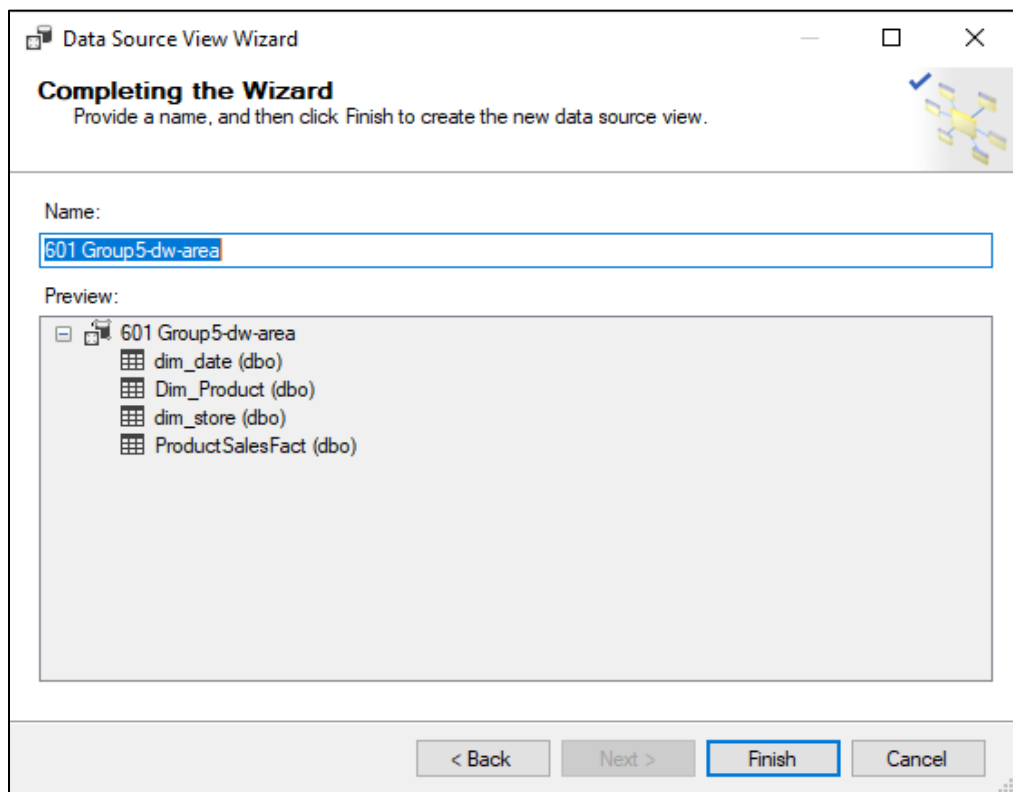 Data Source View Wizard
Completing the Wizard
Provide a name, and then click Finish to create the new data source view.
Name:
601 Group5-dw-area
Preview:
601 Group5-dw-area
dim_date (dbo)
Dim_Product (dbo)
dim_store (dbo)
ProductSalesFact (dbo)
< Back Next > Finish Cancel